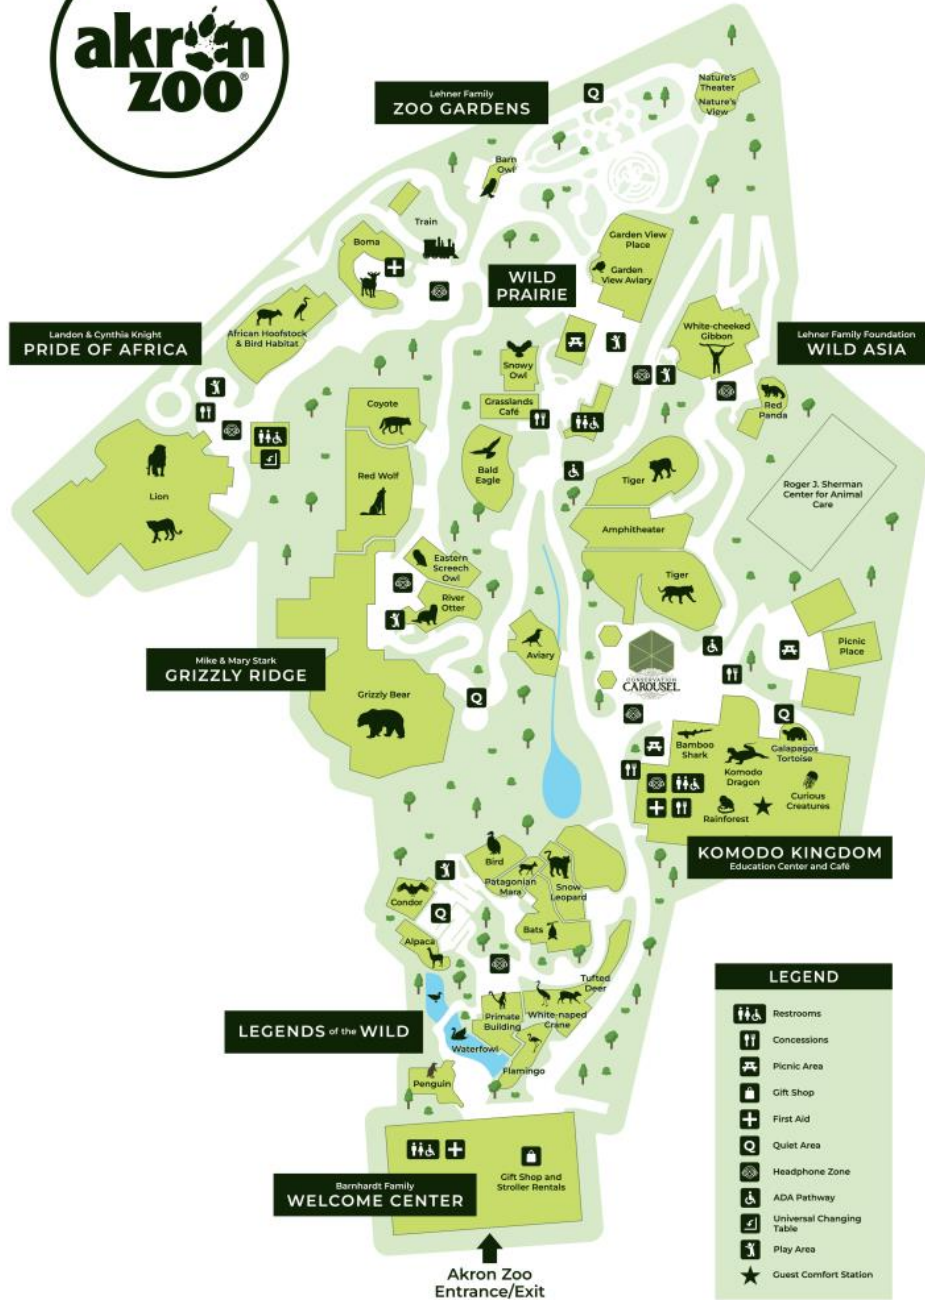 akron
ZOO®
Lehner Family
ZOO GARDENS
Q
Nature's
Theater
Nature's
View
Barn
Owl
Train
Boma
Garden View
Place
Garden
View Aviary
WILD
PRAIRIE
Landon & Cynthia Knight
PRIDE OF AFRICA
African Hoofstock
& Bird Habitat
White-cheeked
Gibbon
Lehner Family Foundation
WILD ASIA
Snowy
Owl
Red
Panda
Coyote
Grasslands
Café
Lion
Red Wolf
Bald
Eagle
Tiger
Roger J. Sherman
Center for Animal
Care
Amphitheater
Eastern
Screech
Owl
River
Otter
Tiger
Aviary
Picnic
Place
Mike & Mary Stark
GRIZZLY RIDGE
CONSERVATION
CAROUSEL
Grizzly Bear
Q
Q
Bamboo
Shark
Galapagos
Tortoise
Komodo
Dragon
Curious
Creatures
Rainforest
KOMODO KINGDOM
Education Center and Café
Bird
Patagonian
Mara
Snow
Leopard
Condor
Q
Bats
Alpaca
Tufted
Deer
Primate
Building
White-naped
Crane
LEGENDS of the WILD
Waterfowl
Flamingo
Penguin
Gift Shop and
Stroller Rentals
Barnhardt Family
WELCOME CENTER
Akron Zoo
Entrance/Exit
LEGEND
Restrooms
Concessions
Picnic Area
Gift Shop
First Aid
Q Quiet Area
Headphone Zone
ADA Pathway
Universal Changing
Table
Play Area
Guest Comfort Station